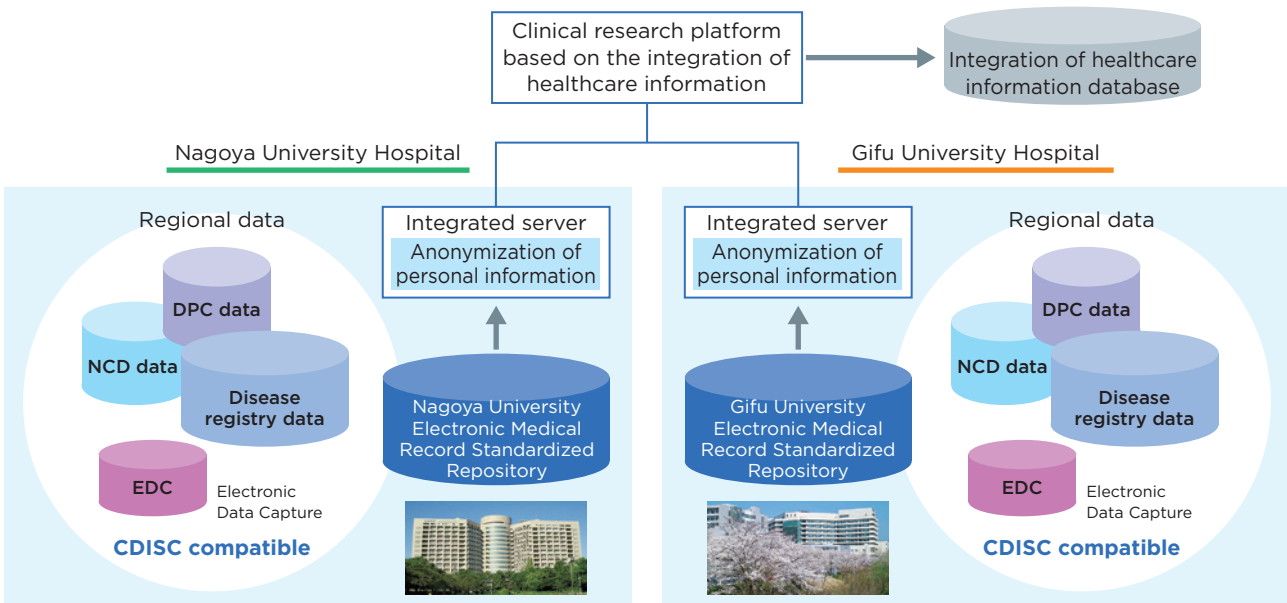 Clinical research platform
based on the integration of
healthcare information
Integration of healthcare
information database
Nagoya University Hospital
Regional data
DPC data
NCD data
Disease
registry data
EDC
Electronic
Data Capture
CDISC compatible
Integrated server
Anonymization of
personal information
Nagoya University
Electronic Medical
Record Standardized
Repository
Gifu University Hospital
Integrated server
Anonymization of
personal information
Gifu University
Electronic Medical
Record Standardized
Repository
Regional data
DPC data
NCD data
Disease
registry data
EDC
Electronic
Data Capture
CDISC compatible